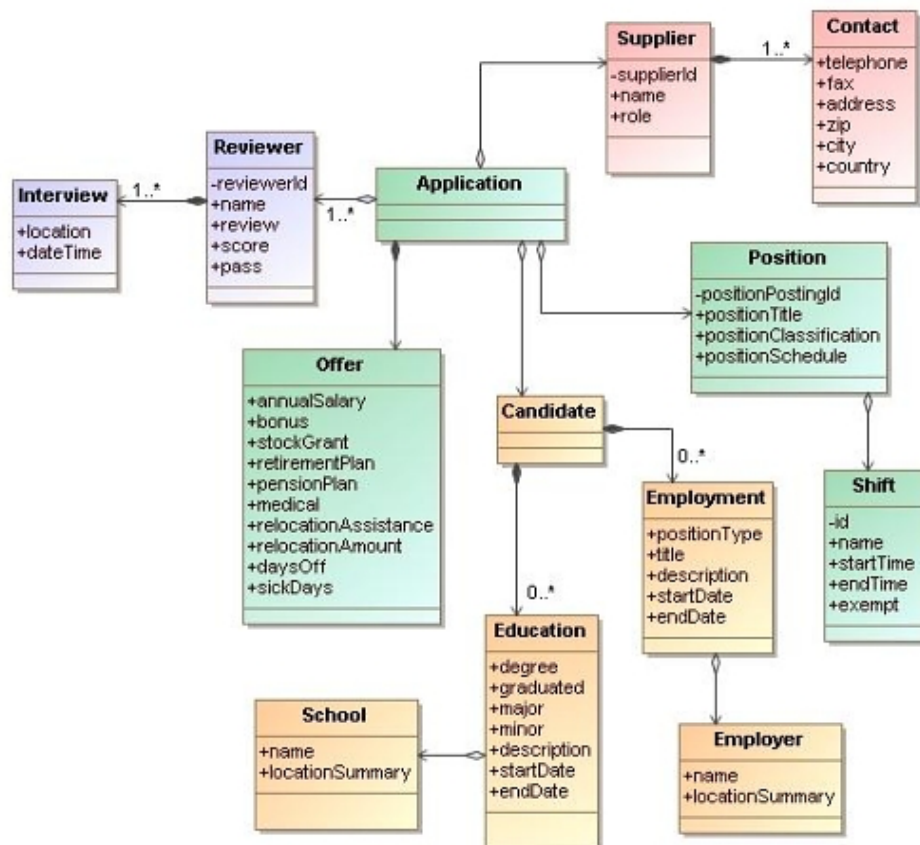 Supplier
-supplierId
+name
+role
1..*
Contact
+telephone
+fax
+address
+zip
+city
+country
Interview
+location
+dateTime
1..*
Reviewer
-reviewerId
+name
+review
+score
+pass
1..*
Application
Position
-positionPostingId
+positionTitle
+positionClassification
+positionSchedule
Offer
+annualSalary
+bonus
+stockGrant
+retirementPlan
+pensionPlan
+medical
+relocationAssistance
+relocationAmount
+daysOff
+sickDays
Candidate
0..*
0..*
Employment
+positionType
+title
+description
+startDate
+endDate
Shift
-id
+name
+startTime
+endTime
+exempt
Education
+degree
+graduated
+major
+minor
+description
+startDate
+endDate
School
+name
+locationSummary
Employer
+name
+locationSummary